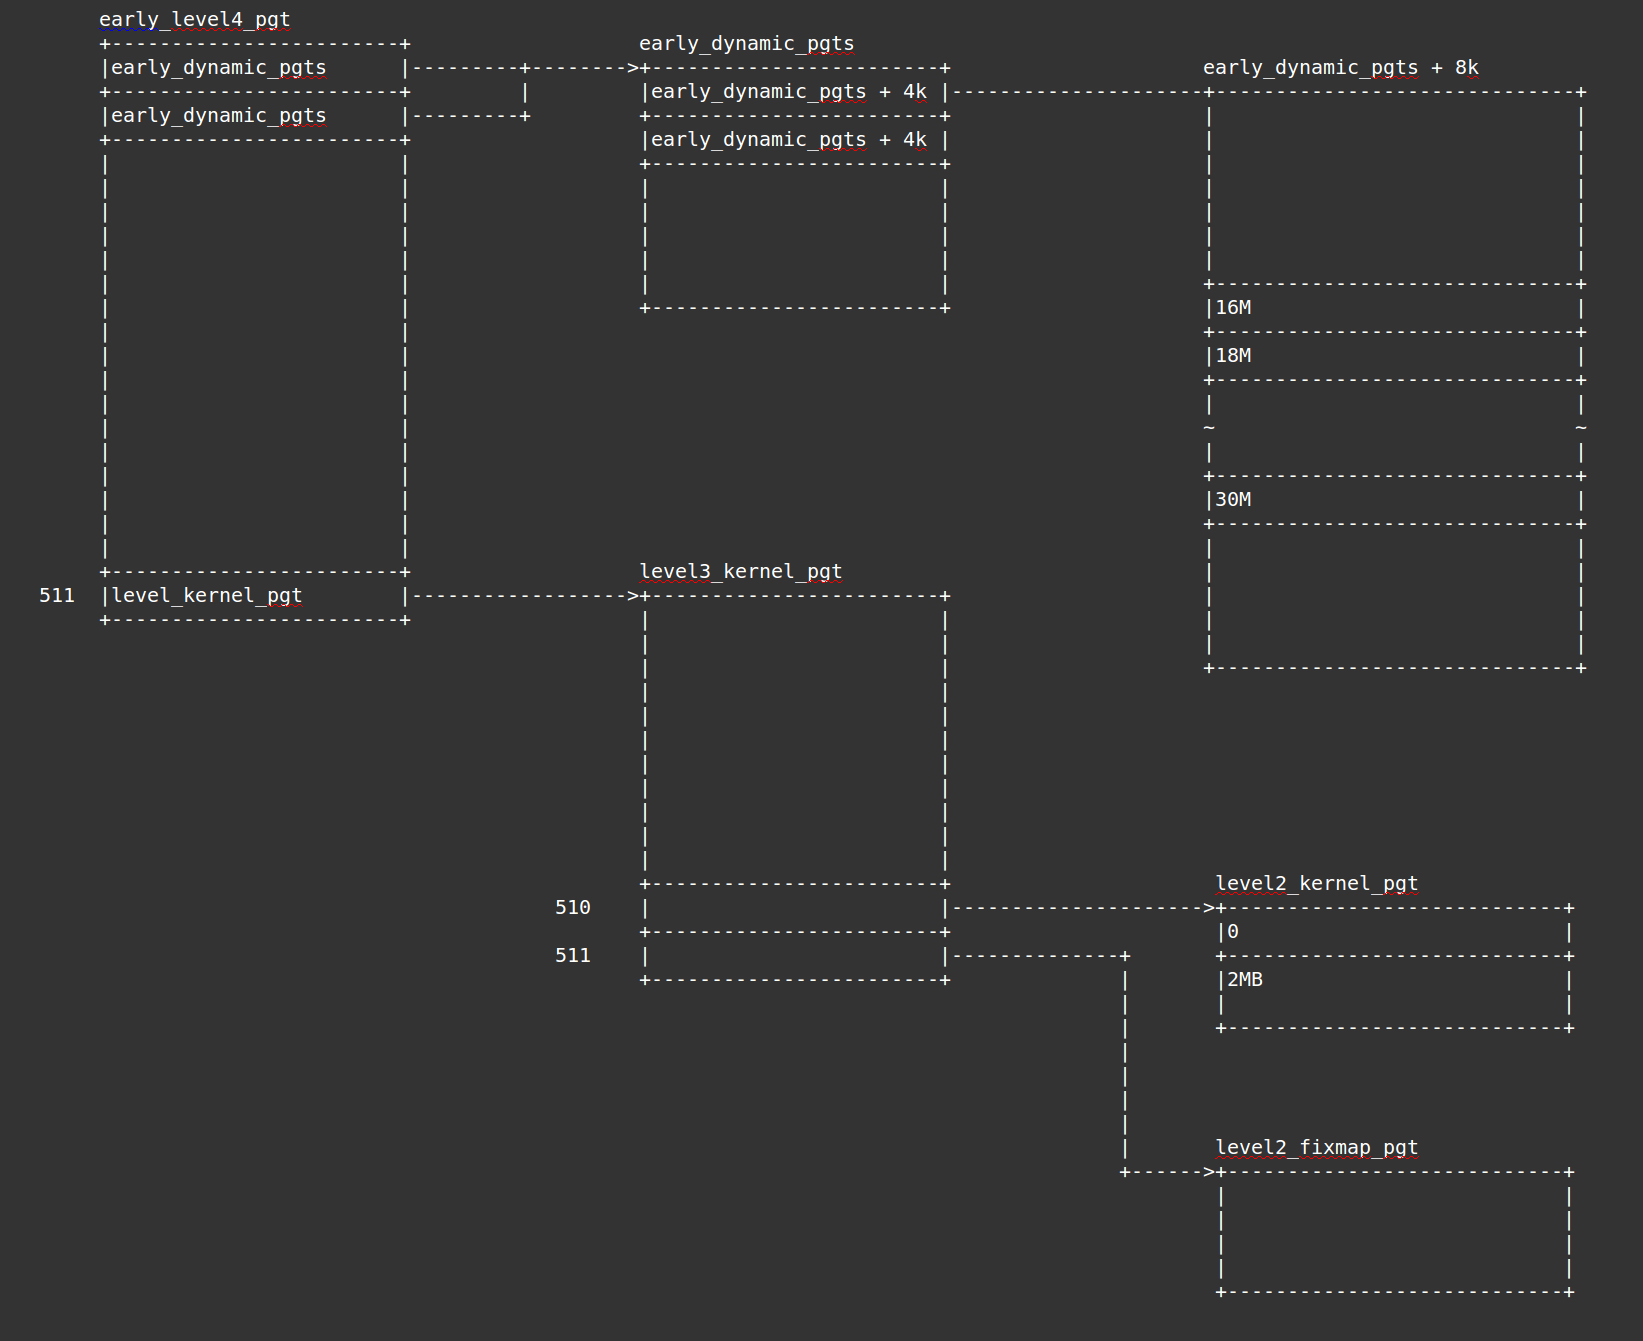 early_level4_pgt
early_dynamic_pgts
early_dynamic_pgts early_dynamic_pgts + 8k
early_dynamic_pgts + 4k
early_dynamic_pgts
early_dynamic_pgts + 4k
16M
18M
~ ~
30M
level3_kernel_pgt
511 level_kernel_pgt
level2_kernel_pgt
510
0
511
2MB
level2_fixmap_pgt